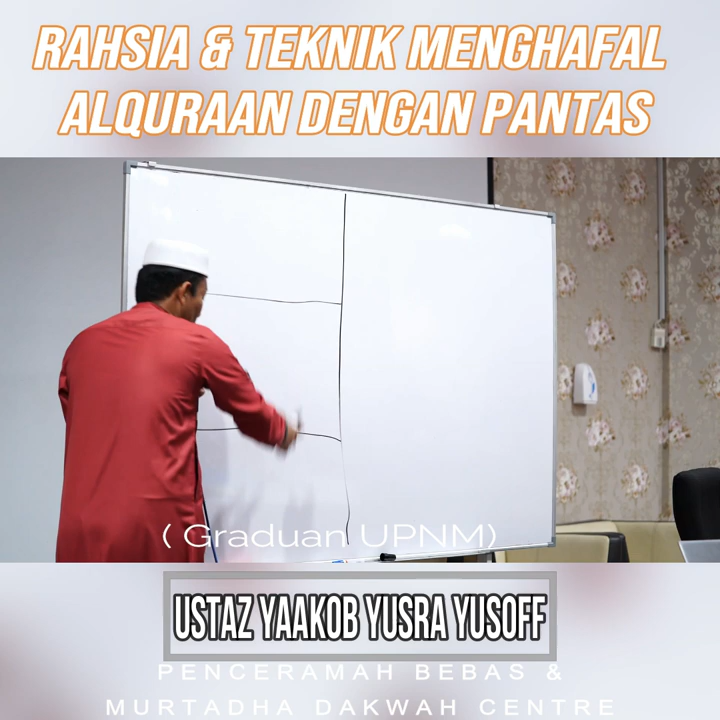 RAHSIA & TEKNIK MENGHAFAL
ALQURAAN DENGAN PANTAS
( Graduan UPNM)
USTAZ YAAKOB YUSRA YUSOFF
PENCERAMAH BEBAS &
MURTADHA DAKWAH CENTRE